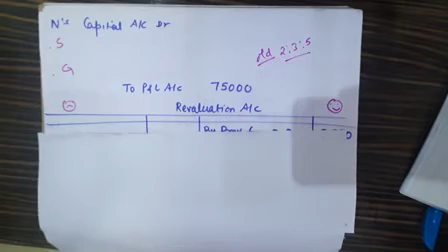 N's Capital A/c Dr
old 2:3:5
S
G
To P&L A/c 75000
Revaluation A/c